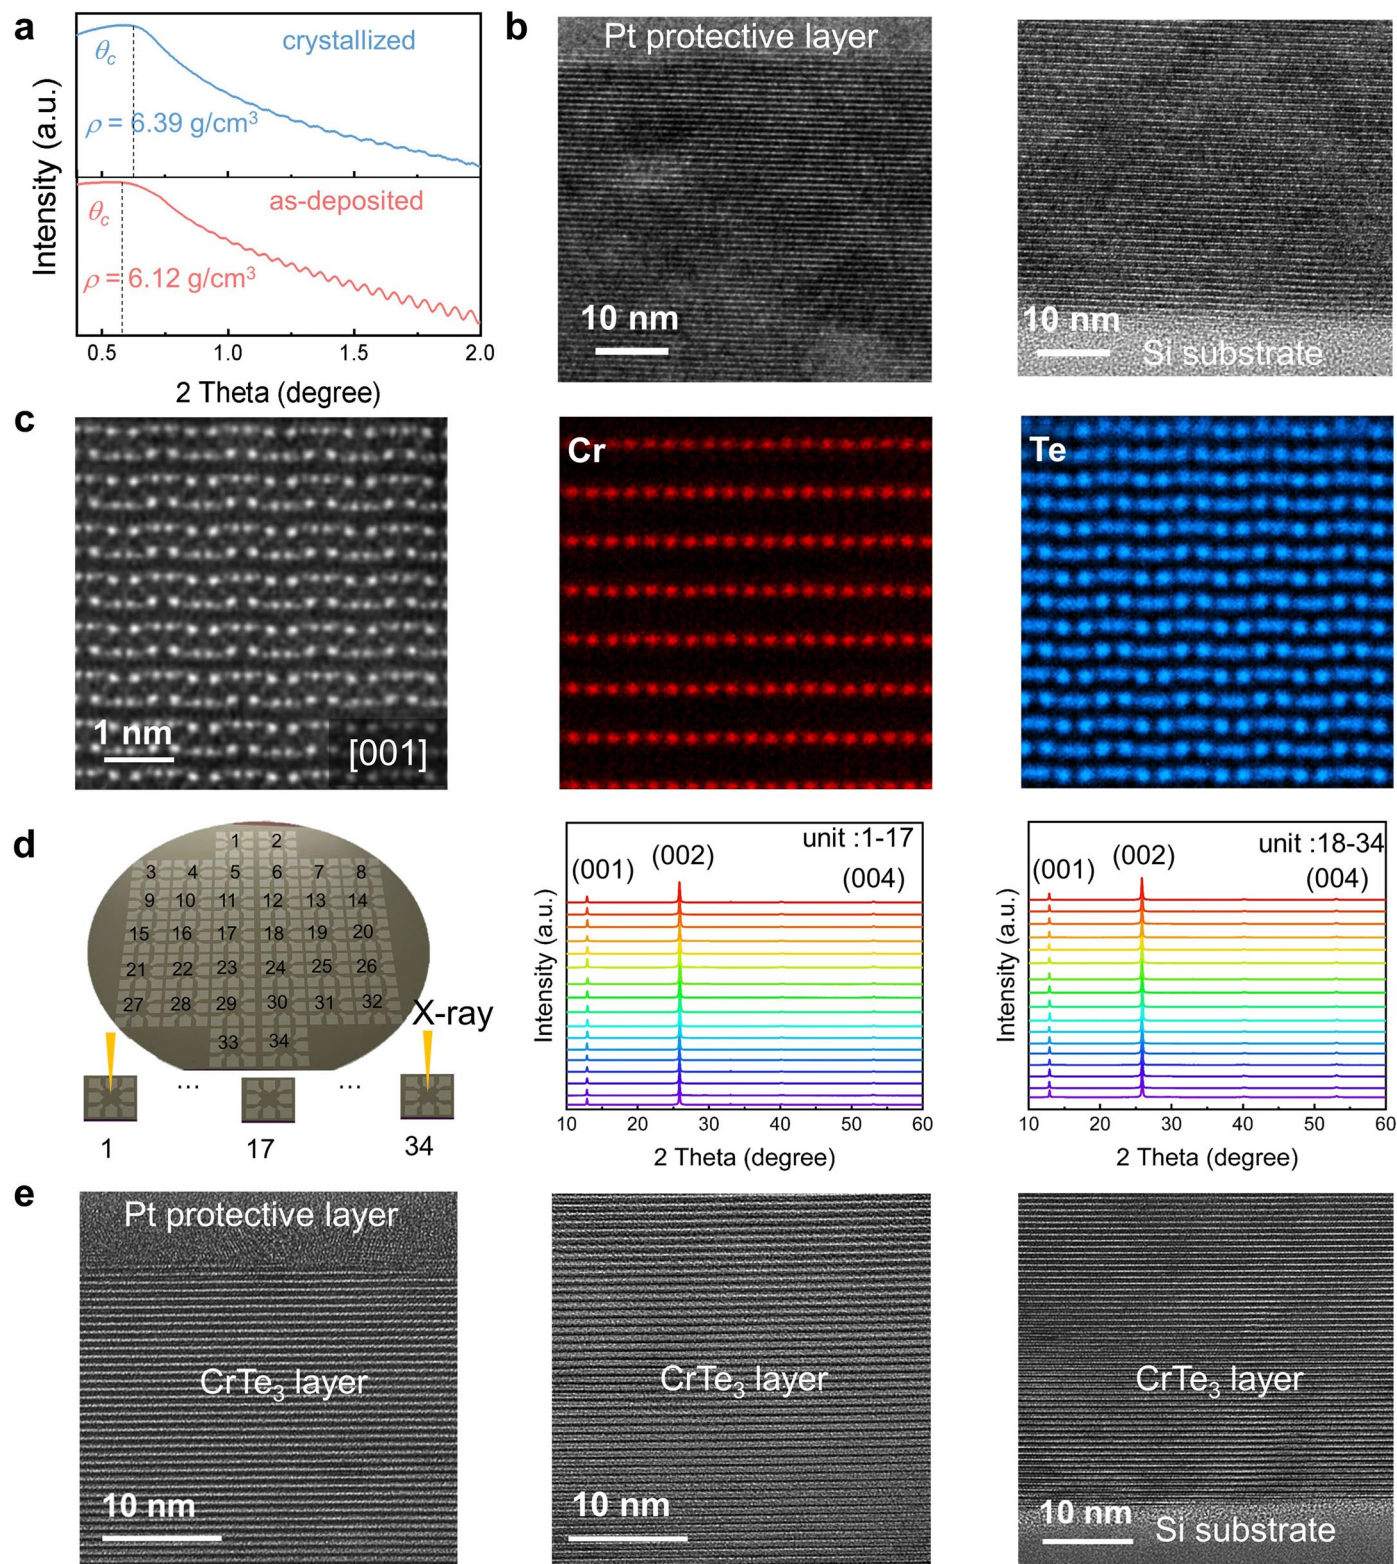 a
crystallized
θc
ρ = 6.39 g/cm³
as-deposited
θc
ρ = 6.12 g/cm³
Intensity (a.u.)
0.5 1.0 1.5 2.0
2 Theta (degree)
b
Pt protective layer
10 nm
10 nm
Si substrate
c
1 nm
[001]
Cr
Te
d
1 2
3 4 5 6 7 8
9 10 11 12 13 14
15 16 17 18 19 20
21 22 23 24 25 26
27 28 29 30 31 32
33 34
X-ray
... ...
1 17 34
unit :1-17
(001) (002) (004)
Intensity (a.u.)
10 20 30 40 50 60
2 Theta (degree)
unit :18-34
(001) (002) (004)
Intensity (a.u.)
10 20 30 40 50 60
2 Theta (degree)
e
Pt protective layer
CrTe₃ layer
10 nm
CrTe₃ layer
10 nm
CrTe₃ layer
10 nm
Si substrate